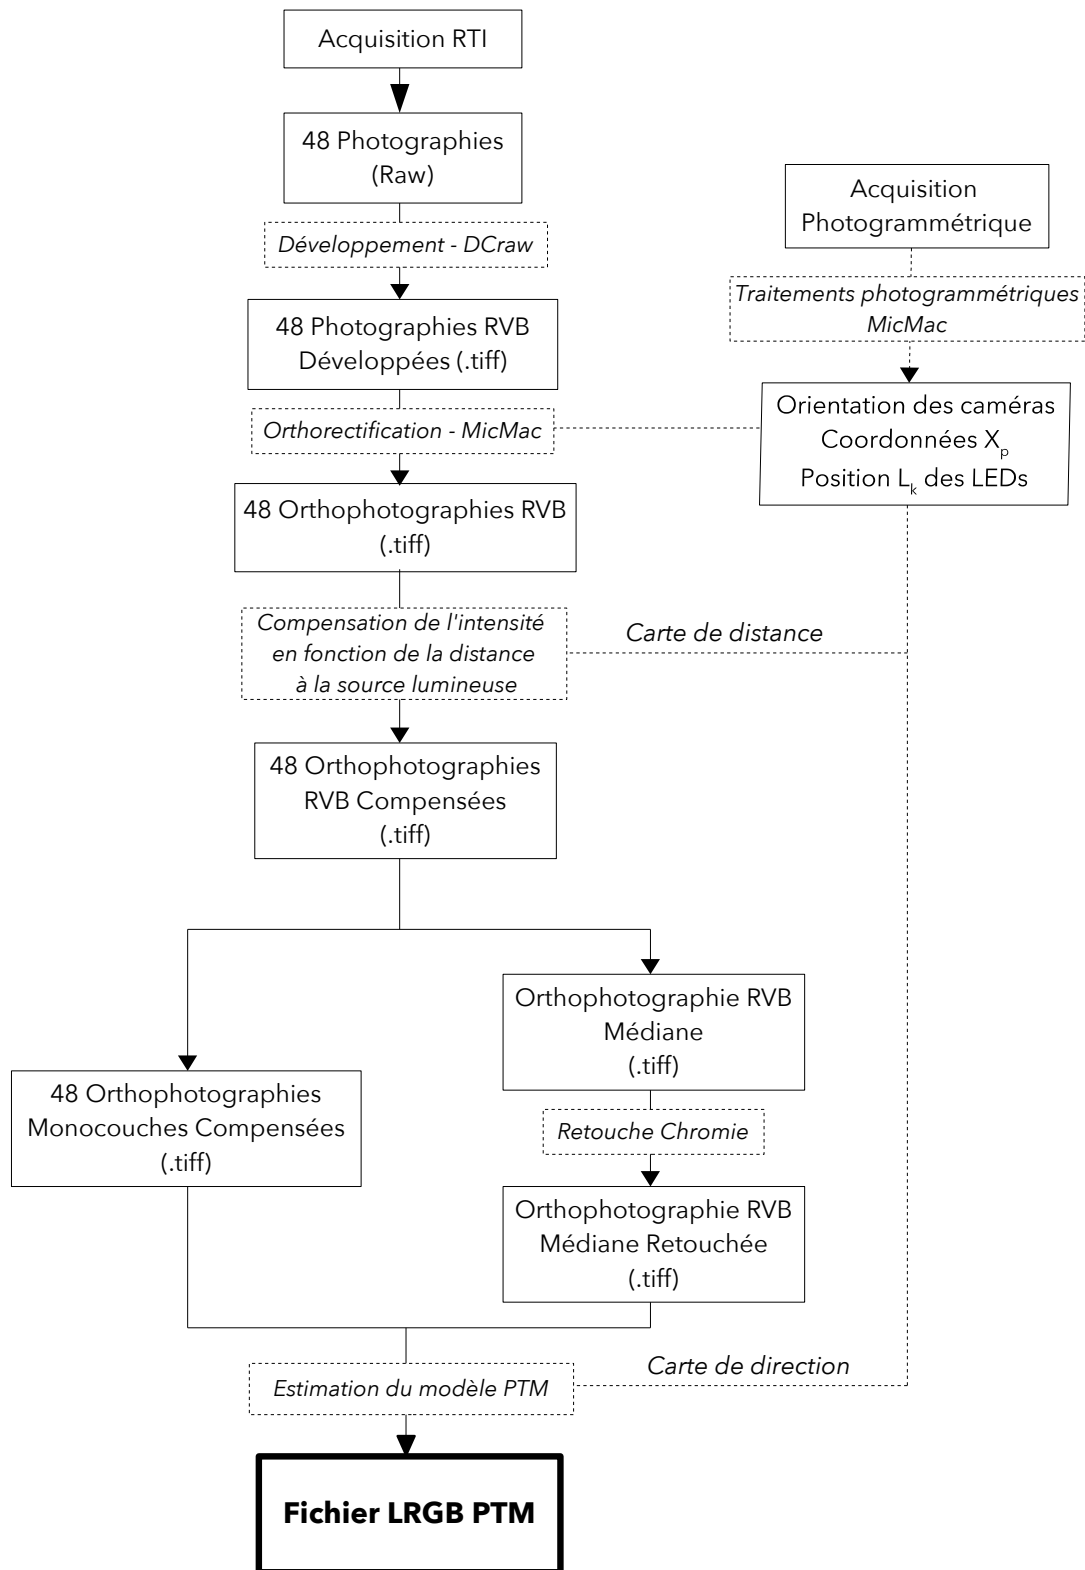 Acquisition RTI
48 Photographies
(Raw)
Développement - DCraw
48 Photographies RVB
Développées (.tiff)
Orthorectification - MicMac
48 Orthophotographies RVB
(.tiff)
Compensation de l'intensité
en fonction de la distance
à la source lumineuse
48 Orthophotographies
RVB Compensées
(.tiff)
48 Orthophotographies
Monocouches Compensées
(.tiff)
Orthophotographie RVB
Médiane
(.tiff)
Retouche Chromie
Orthophotographie RVB
Médiane Retouchée
(.tiff)
Estimation du modèle PTM
Fichier LRGB PTM
Acquisition
Photogrammétrique
Traitements photogrammétriques
MicMac
Orientation des caméras
Coordonnées Xp
Position Lk des LEDs
Carte de distance
Carte de direction